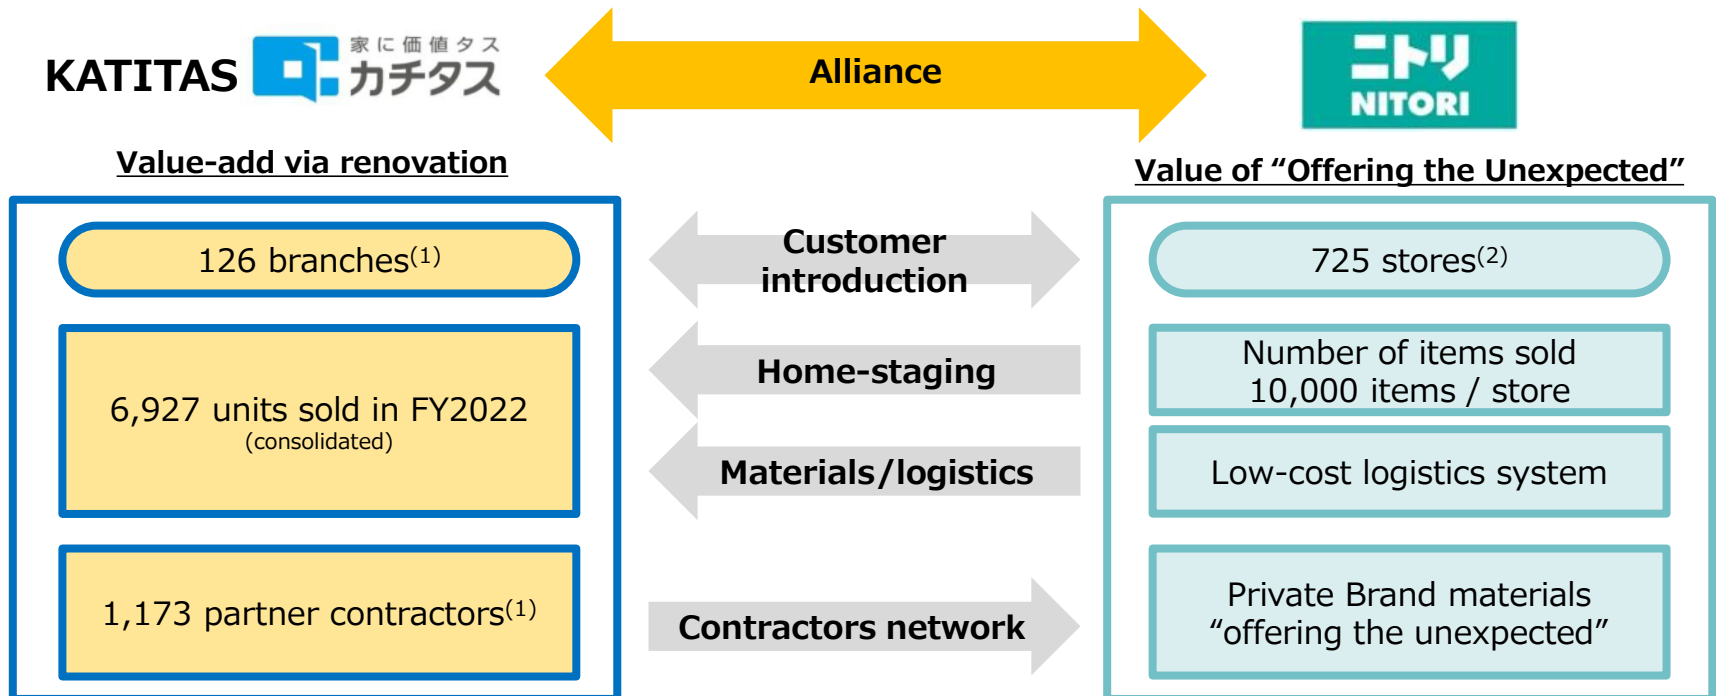 KATITAS
家に価値タス
カチタス
Alliance
ニトリ
NITORI
Value-add via renovation
Value of “Offering the Unexpected”
126 branches(1)
Customer
introduction
725 stores(2)
6,927 units sold in FY2022
(consolidated)
Home-staging
Number of items sold
10,000 items / store
Materials/logistics
Low-cost logistics system
1,173 partner contractors(1)
Contractors network
Private Brand materials
“offering the unexpected”